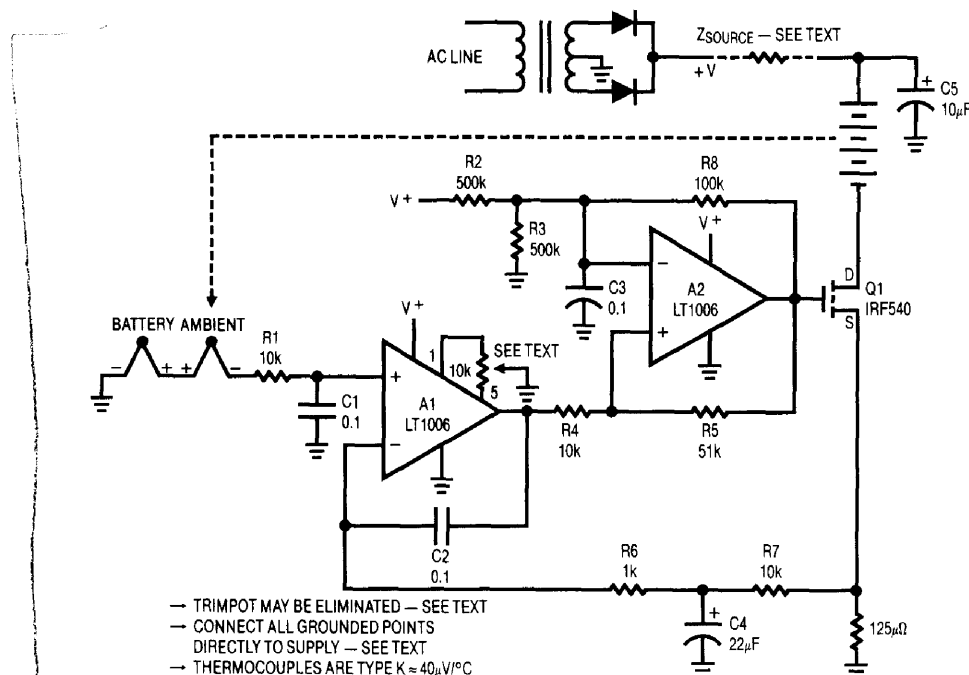 AC LINE
ZSOURCE — SEE TEXT
+V
+
C5
10µF
R2
500k
V+
R3
500k
R8
100k
V+
C3
0.1
−
A2
LT1006
+
D
Q1
IRF540
S
BATTERY AMBIENT
− + + −
R1
10k
C1
0.1
V+
1
10k
SEE TEXT
5
+
A1
LT1006
−
R4
10k
R5
51k
C2
0.1
R6
1k
R7
10k
+
C4
22µF
125µΩ
→ TRIMPOT MAY BE ELIMINATED — SEE TEXT
→ CONNECT ALL GROUNDED POINTS
DIRECTLY TO SUPPLY — SEE TEXT
→ THERMOCOUPLES ARE TYPE K ≈ 40µV/°C